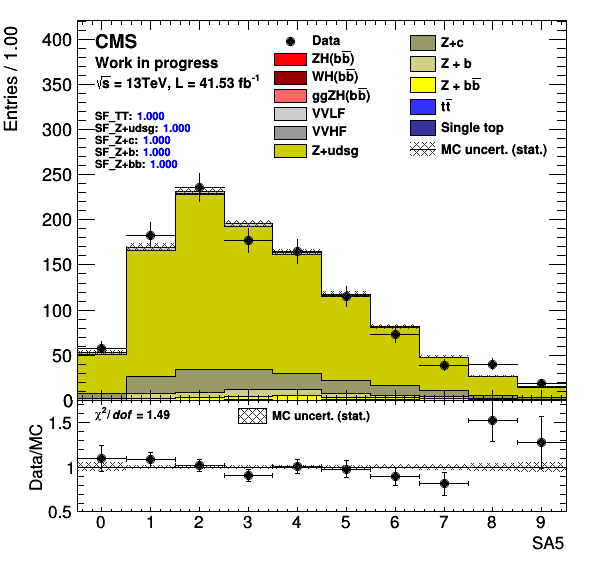 Entries / 1.00
400
350
300
250
200
150
100
50
0
CMS
Work in progress
√s = 13TeV, L = 41.53 fb⁻¹
SF_TT: 1.000
SF_Z+udsg: 1.000
SF_Z+c: 1.000
SF_Z+b: 1.000
SF_Z+bb: 1.000
Data
ZH(bb̅)
WH(bb̅)
ggZH(bb̅)
VVLF
VVHF
Z+udsg
Z+c
Z + b
Z + bb̅
tt̅
Single top
MC uncert. (stat.)
Data/MC
1.5
1
0.5
χ²/dof = 1.49
MC uncert. (stat.)
0 1 2 3 4 5 6 7 8 9
SA5